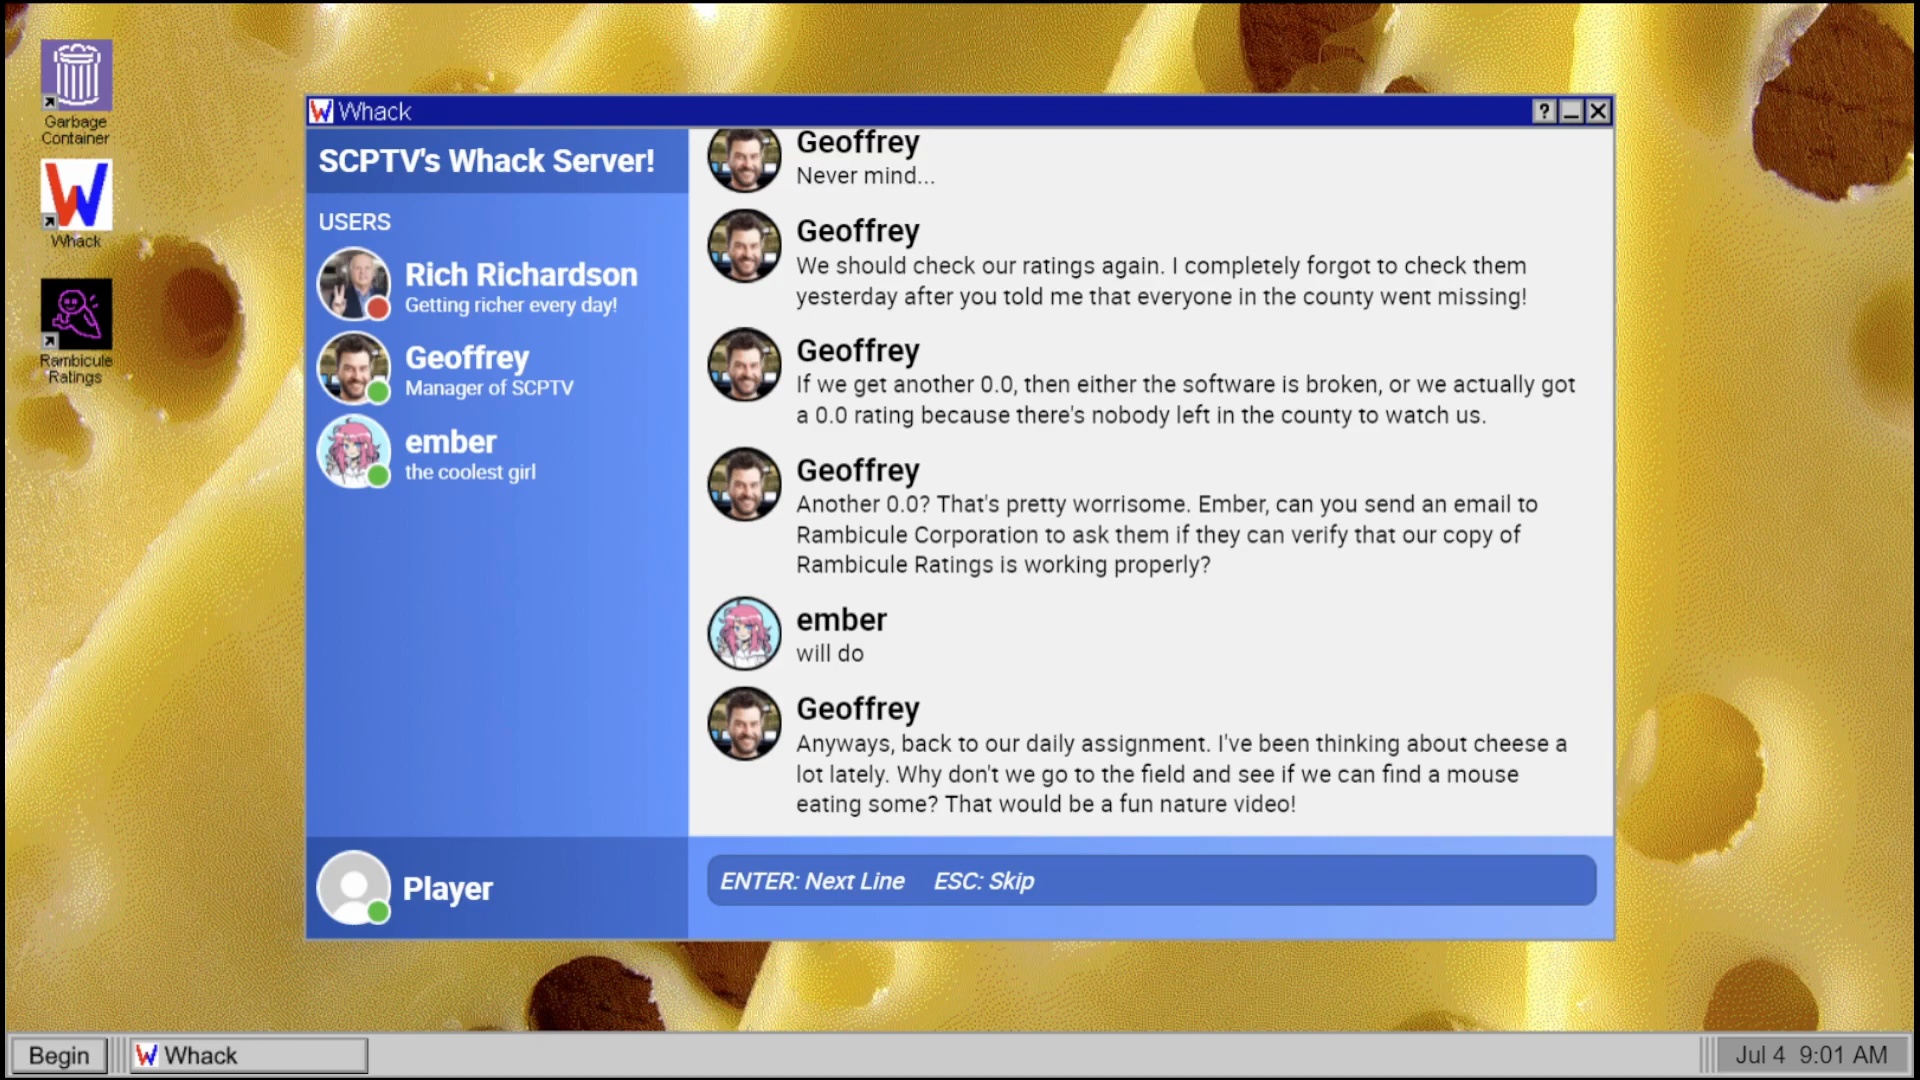 Garbage
Container
Whack
Rambicule
Ratings
W Whack
? _ X
SCPTV's Whack Server!
USERS
Rich Richardson
Getting richer every day!
Geoffrey
Manager of SCPTV
ember
the coolest girl
Player
Geoffrey
Never mind...
Geoffrey
We should check our ratings again. I completely forgot to check them
yesterday after you told me that everyone in the county went missing!
Geoffrey
If we get another 0.0, then either the software is broken, or we actually got
a 0.0 rating because there's nobody left in the county to watch us.
Geoffrey
Another 0.0? That's pretty worrisome. Ember, can you send an email to
Rambicule Corporation to ask them if they can verify that our copy of
Rambicule Ratings is working properly?
ember
will do
Geoffrey
Anyways, back to our daily assignment. I've been thinking about cheese a
lot lately. Why don't we go to the field and see if we can find a mouse
eating some? That would be a fun nature video!
ENTER: Next Line ESC: Skip
Begin
W Whack
Jul 4 9:01 AM